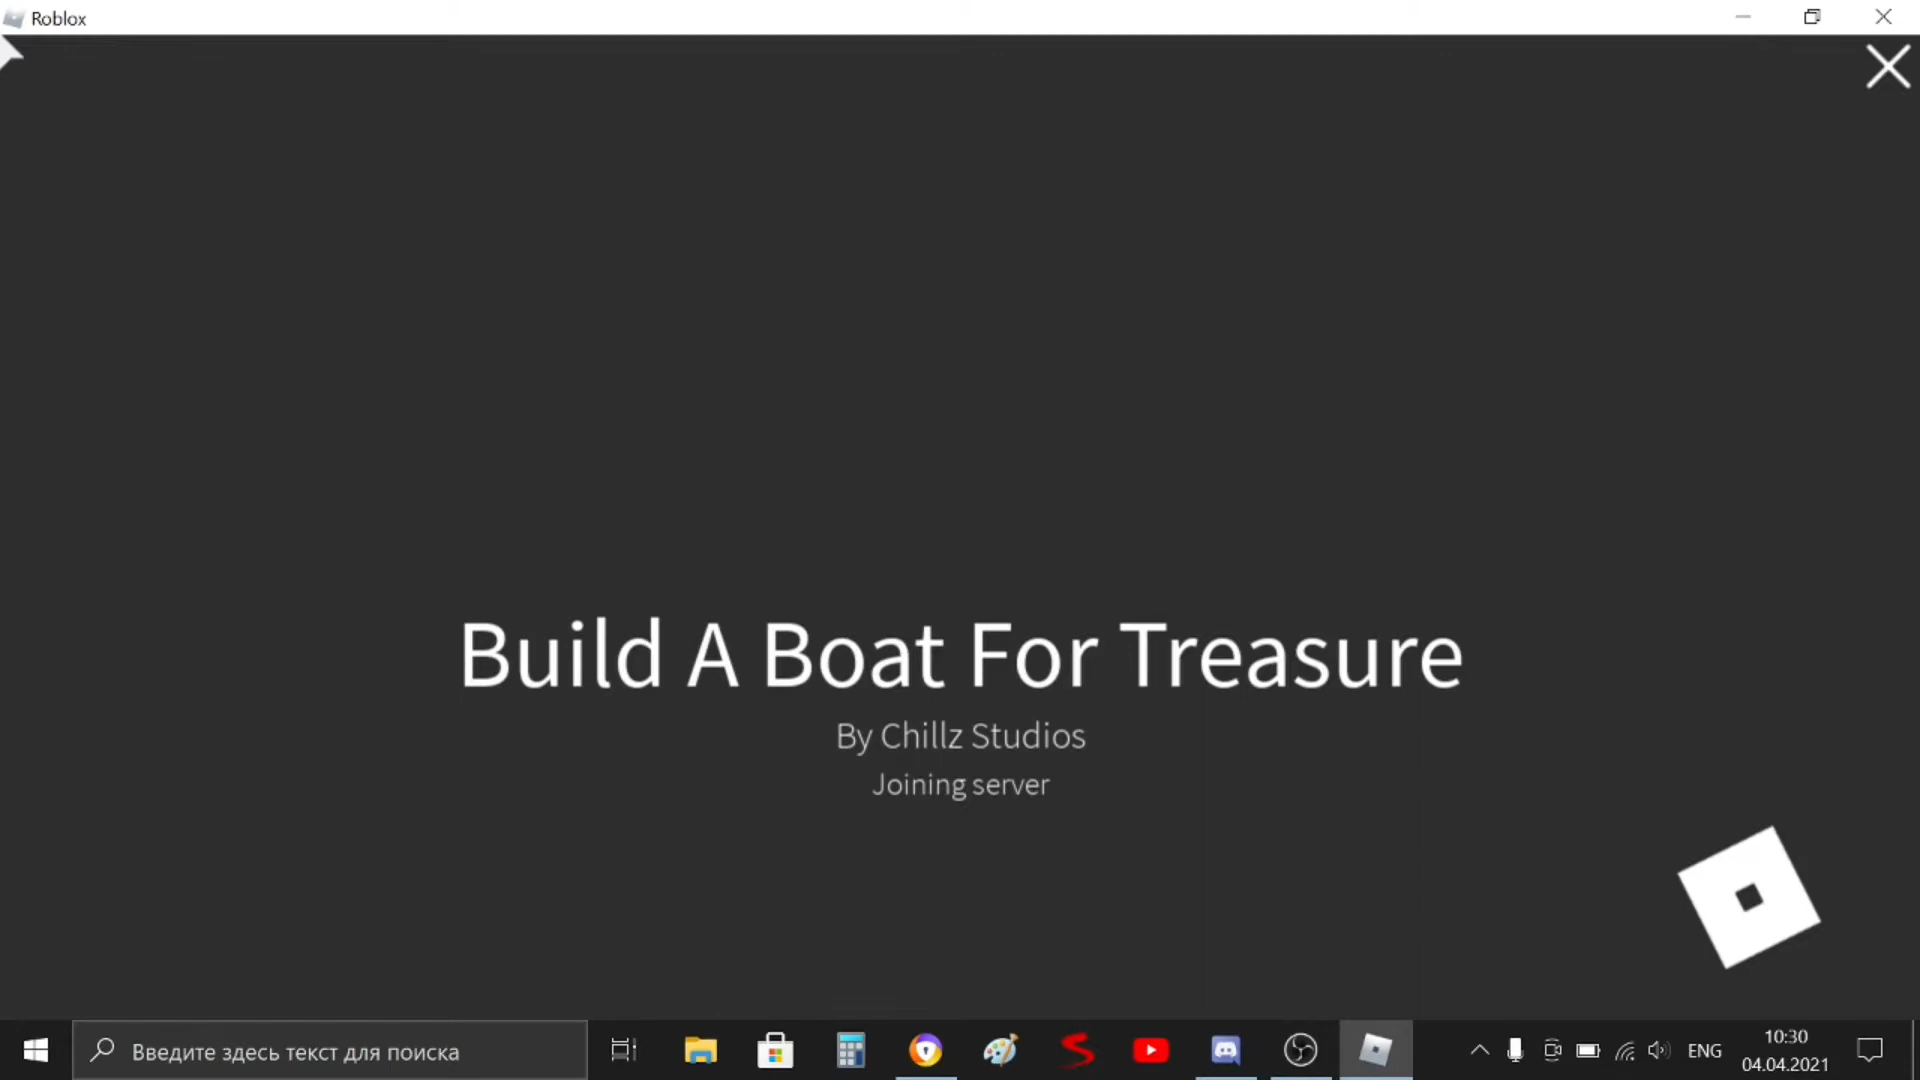 Roblox
Build A Boat For Treasure
By Chillz Studios
Joining server
Введите здесь текст для поиска
ENG
10:30
04.04.2021